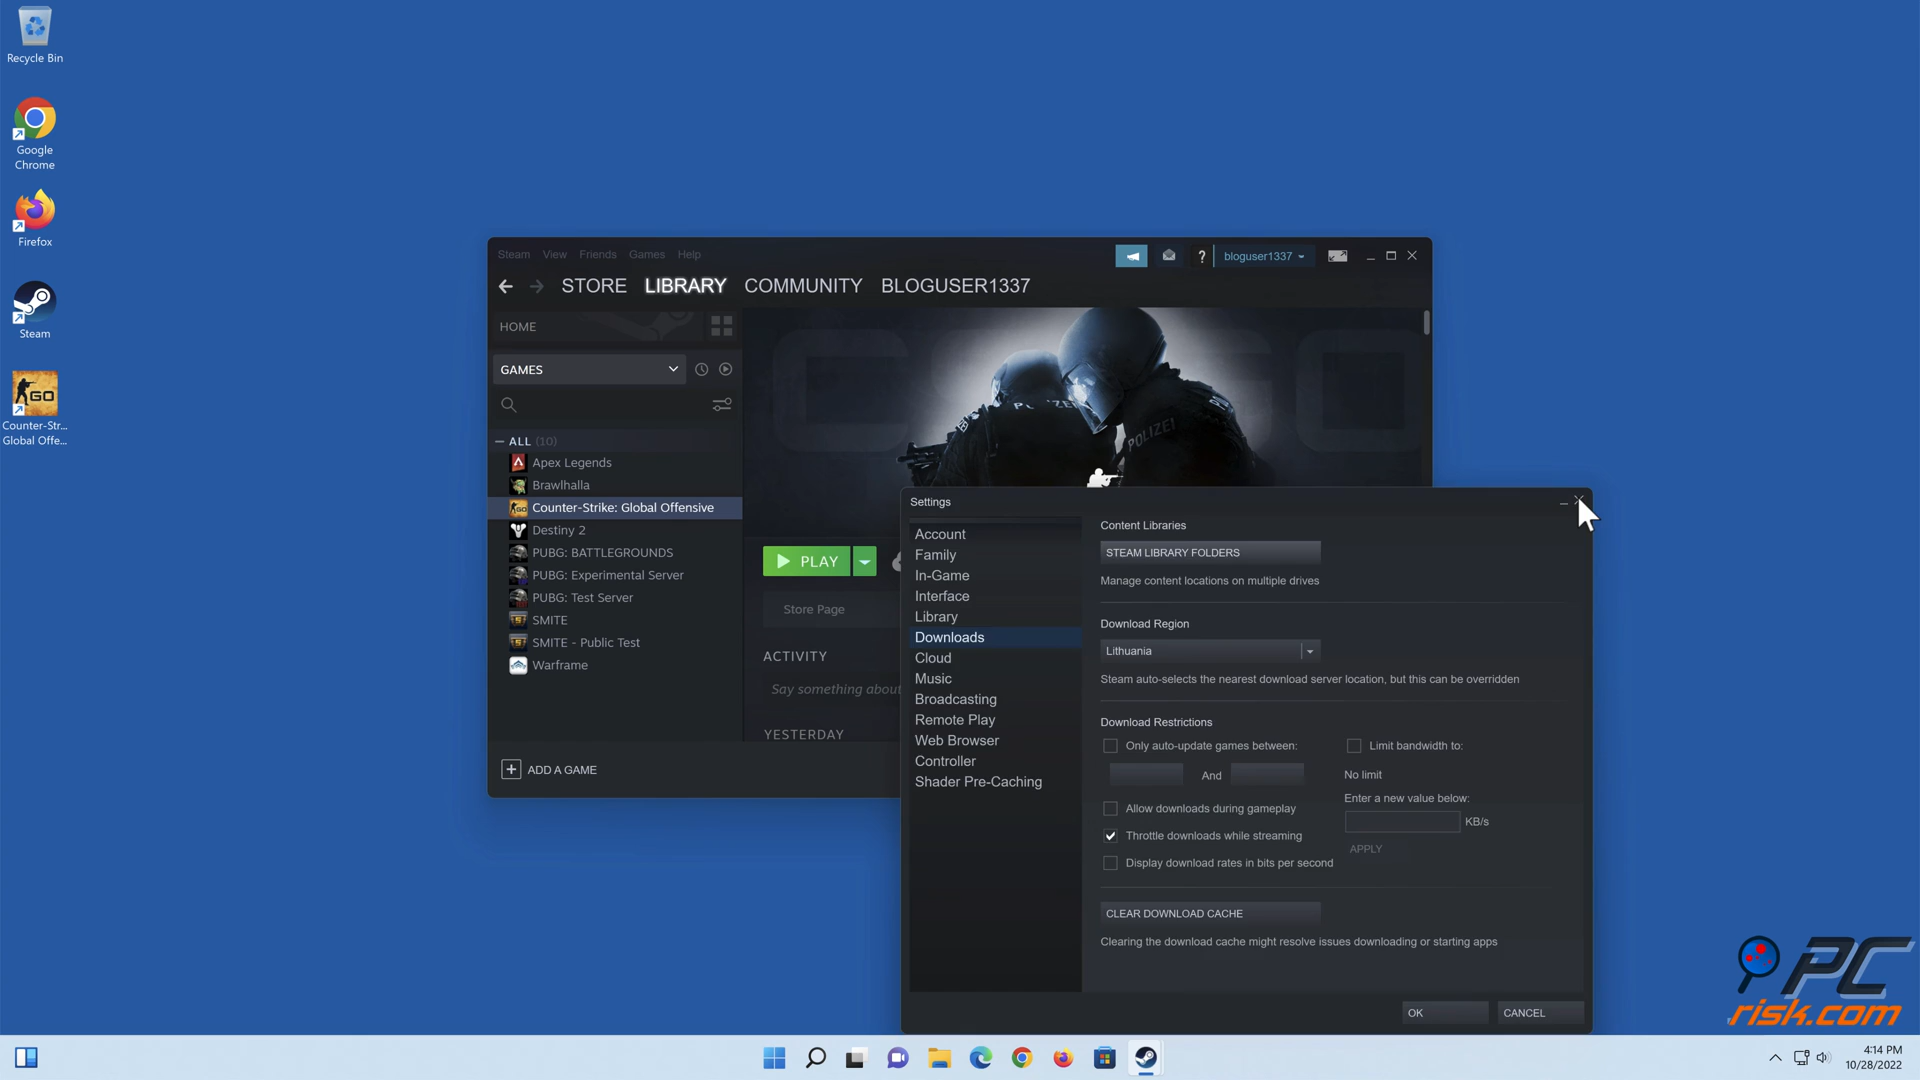 Recycle Bin
Google
Chrome
Firefox
Steam
GO
Counter-Str...
Global Offe...
Steam View Friends Games Help
? bloguser1337
STORE LIBRARY COMMUNITY BLOGUSER1337
HOME
GAMES
ALL (10)
Apex Legends
Brawlhalla
Counter-Strike: Global Offensive
Destiny 2
PUBG: BATTLEGROUNDS
PUBG: Experimental Server
PUBG: Test Server
SMITE
SMITE - Public Test
Warframe
ADD A GAME
CS GO
POLIZEI
PLAY
Store Page
ACTIVITY
Say something about
YESTERDAY
Settings
Account
Family
In-Game
Interface
Library
Downloads
Cloud
Music
Broadcasting
Remote Play
Web Browser
Controller
Shader Pre-Caching
Content Libraries
STEAM LIBRARY FOLDERS
Manage content locations on multiple drives
Download Region
Lithuania
Steam auto-selects the nearest download server location, but this can be overridden
Download Restrictions
Only auto-update games between:
And
Allow downloads during gameplay
Throttle downloads while streaming
Display download rates in bits per second
Limit bandwidth to:
No limit
Enter a new value below:
KB/s
APPLY
CLEAR DOWNLOAD CACHE
Clearing the download cache might resolve issues downloading or starting apps
OK CANCEL
PC
risk.com
4:14 PM
10/28/2022